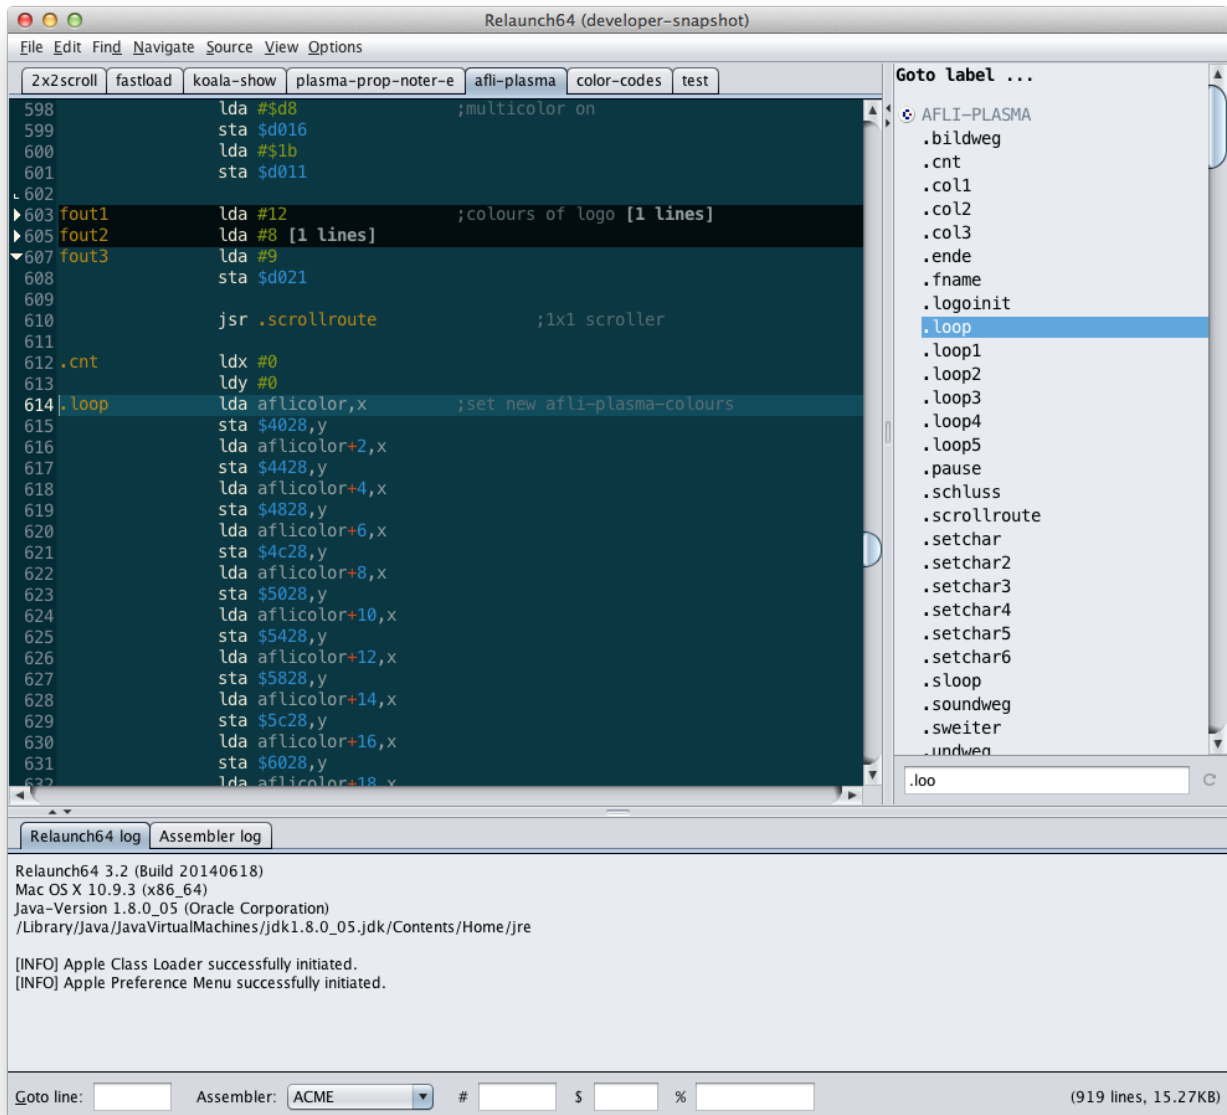 Relaunch64 (developer-snapshot)
File Edit Find Navigate Source View Options
2x2scroll fastload koala-show plasma-prop-noter-e afli-plasma color-codes test
598 lda #$d8 ;multicolor on
599 sta $d016
600 lda #$1b
601 sta $d011
602
603 fout1 lda #12 ;colours of logo [1 lines]
605 fout2 lda #8 [1 lines]
607 fout3 lda #9
608 sta $d021
609
610 jsr .scrollroute ;1x1 scroller
611
612 .cnt ldx #0
613 ldy #0
614 .loop lda aflicolor,x ;set new afli-plasma-colours
615 sta $4028,y
616 lda aflicolor+2,x
617 sta $4428,y
618 lda aflicolor+4,x
619 sta $4828,y
620 lda aflicolor+6,x
621 sta $4c28,y
622 lda aflicolor+8,x
623 sta $5028,y
624 lda aflicolor+10,x
625 sta $5428,y
626 lda aflicolor+12,x
627 sta $5828,y
628 lda aflicolor+14,x
629 sta $5c28,y
630 lda aflicolor+16,x
631 sta $6028,y
632 lda aflicolor+18,x
Goto label ...
AFLI-PLASMA
.bildweg
.cnt
.col1
.col2
.col3
.ende
.fname
.logoinit
.loop
.loop1
.loop2
.loop3
.loop4
.loop5
.pause
.schluss
.scrollroute
.setchar
.setchar2
.setchar3
.setchar4
.setchar5
.setchar6
.sloop
.soundweg
.sweiter
.undweg
.loo
Relaunch64 log Assembler log
Relaunch64 3.2 (Build 20140618)
Mac OS X 10.9.3 (x86_64)
Java-Version 1.8.0_05 (Oracle Corporation)
/Library/Java/JavaVirtualMachines/jdk1.8.0_05.jdk/Contents/Home/jre
[INFO] Apple Class Loader successfully initiated.
[INFO] Apple Preference Menu successfully initiated.
Goto line: Assembler: ACME # $ % (919 lines, 15.27KB)